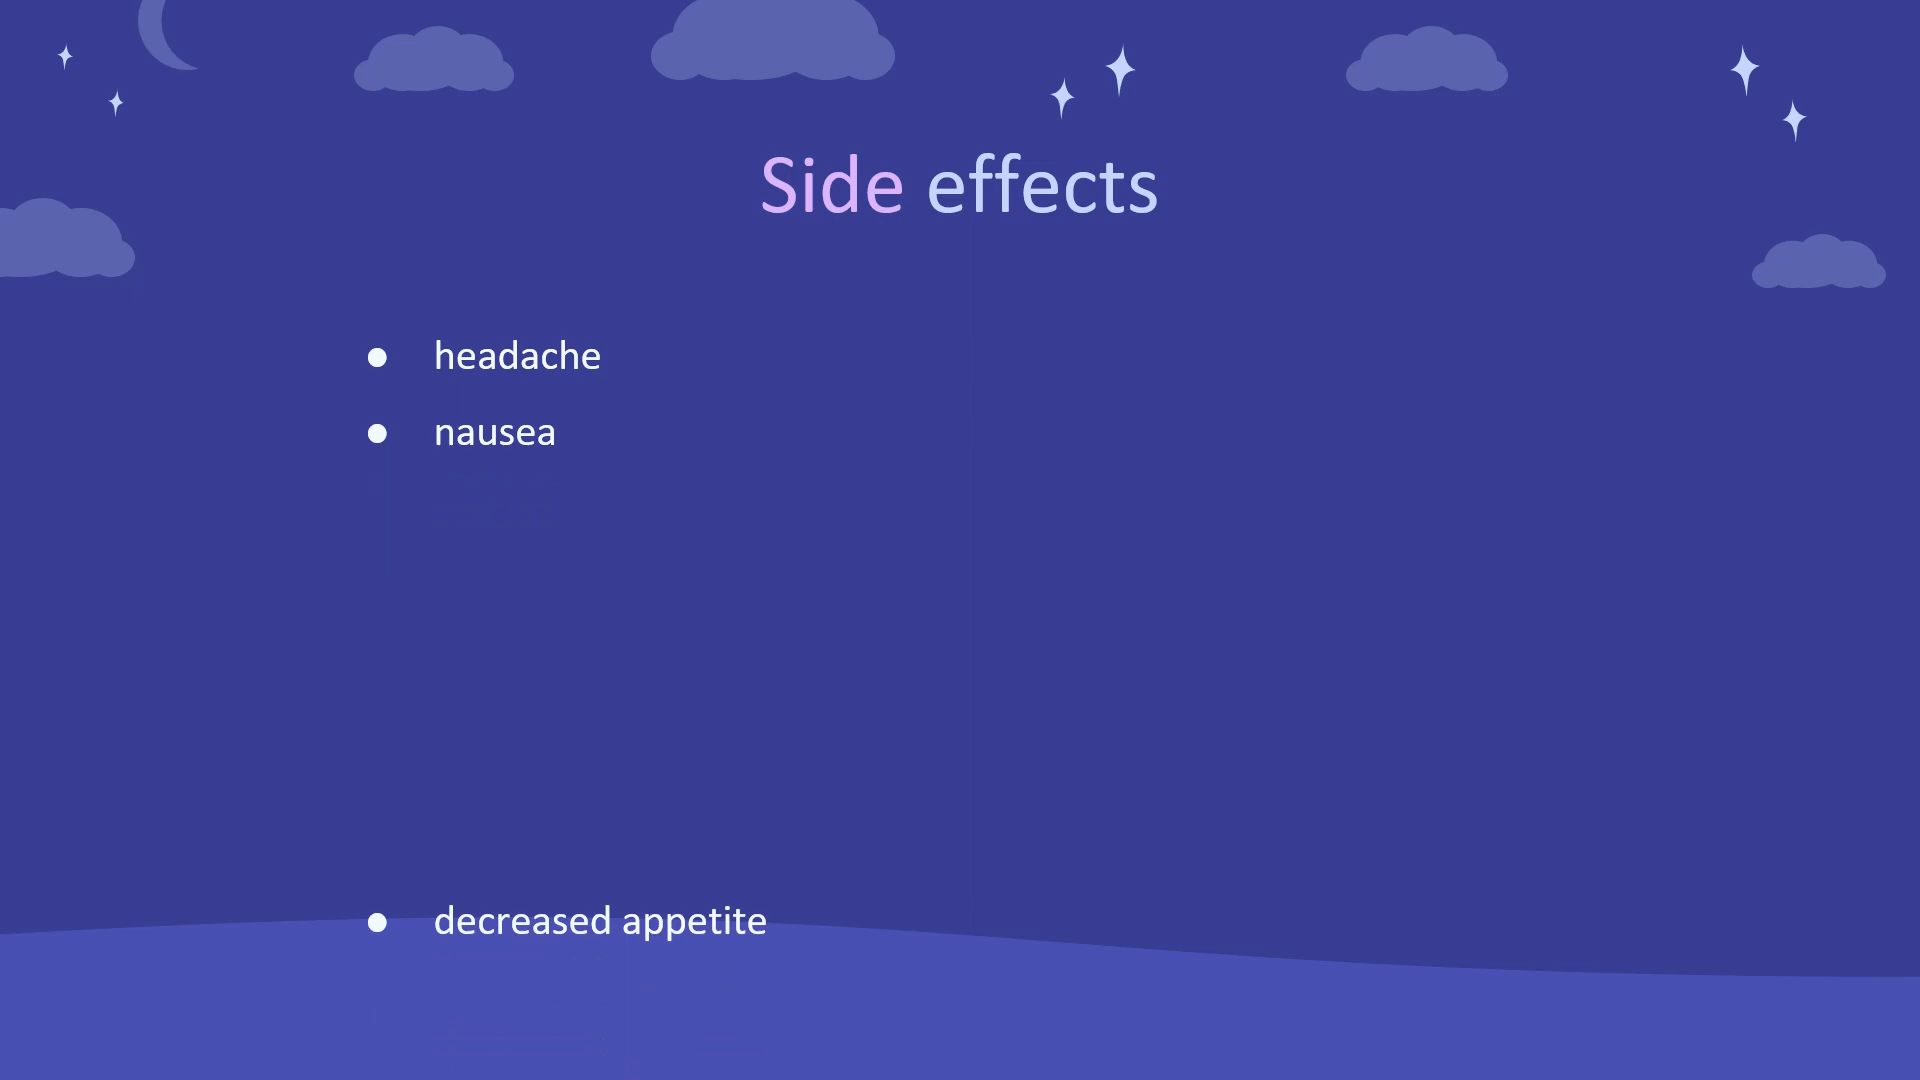 Side effects
● headache
● nausea
● decreased appetite